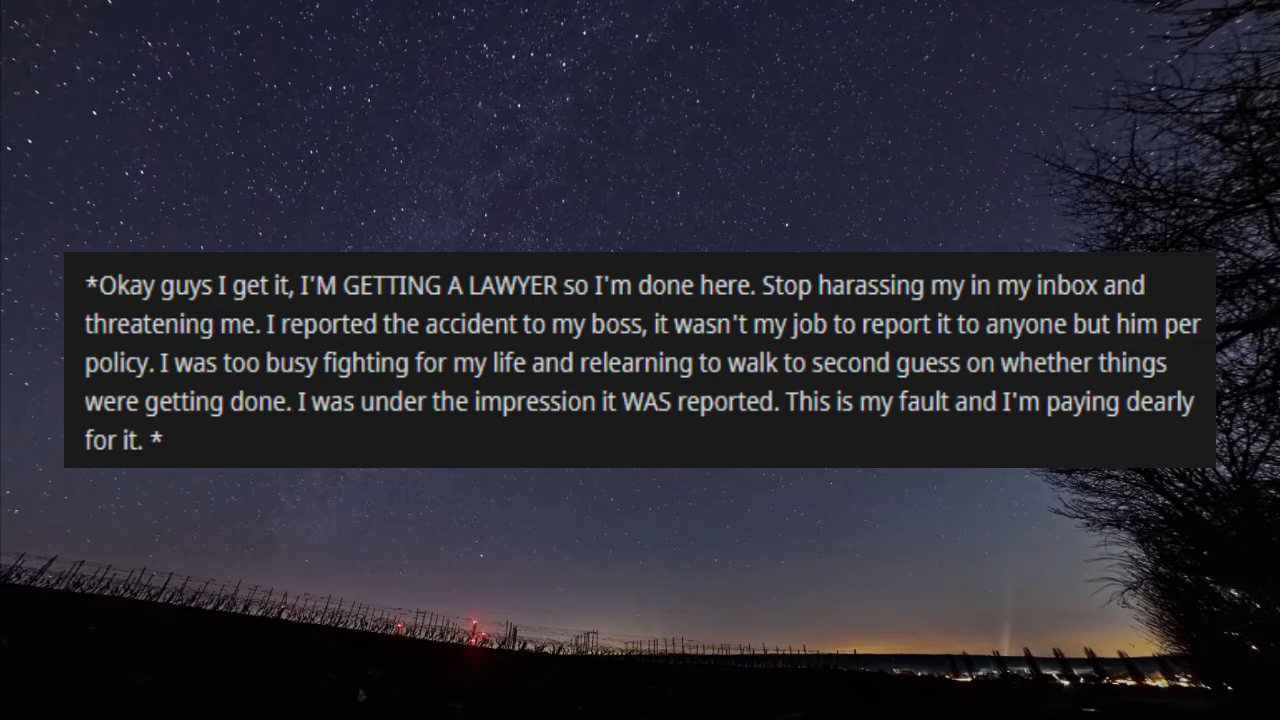 *Okay guys I get it, I'M GETTING A LAWYER so I'm done here. Stop harassing my in my inbox and
threatening me. I reported the accident to my boss, it wasn't my job to report it to anyone but him per
policy. I was too busy fighting for my life and relearning to walk to second guess on whether things
were getting done. I was under the impression it WAS reported. This is my fault and I'm paying dearly
for it. *